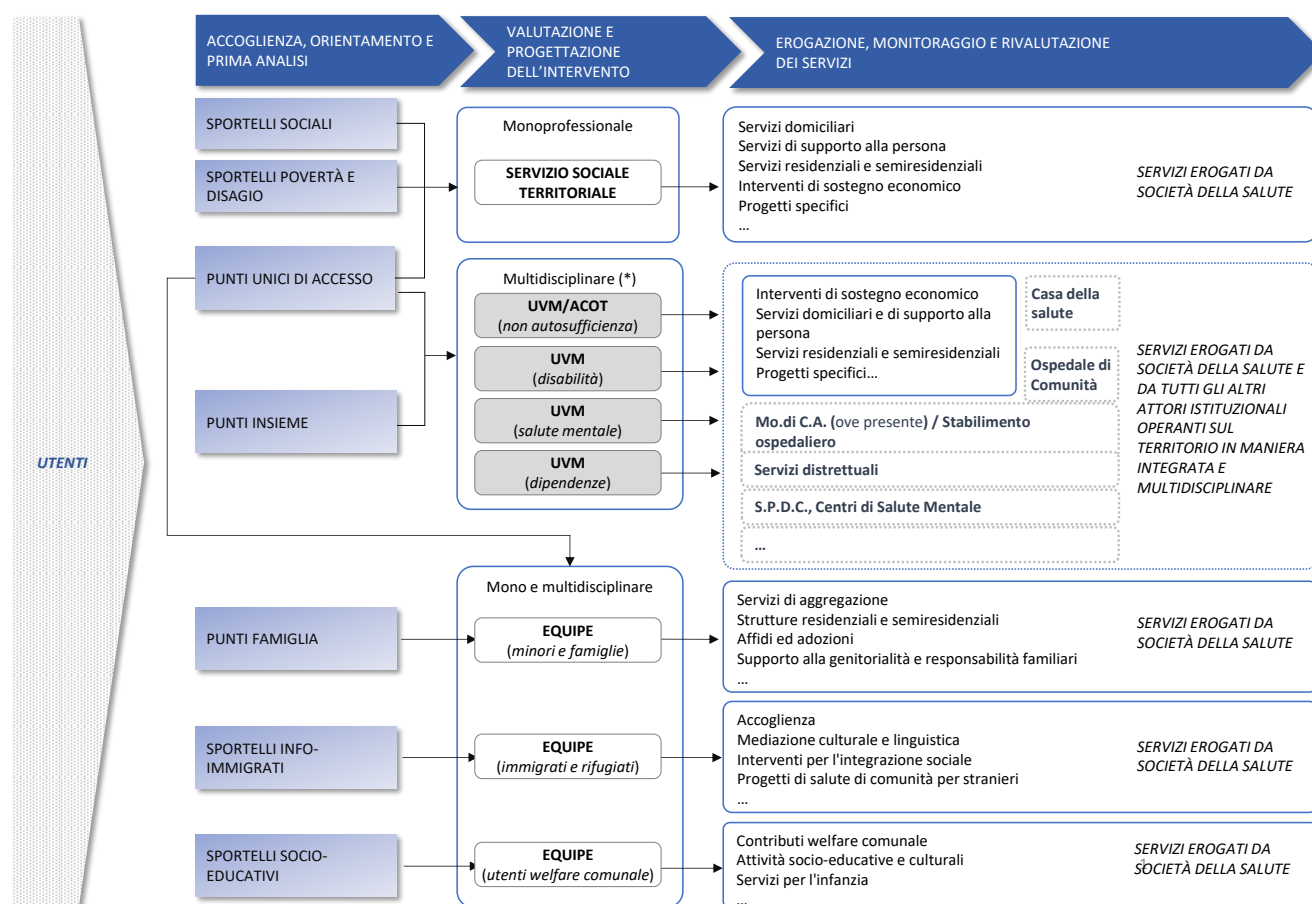 ACCOGLIENZA, ORIENTAMENTO E
PRIMA ANALISI
VALUTAZIONE E
PROGETTAZIONE
DELL'INTERVENTO
EROGAZIONE, MONITORAGGIO E RIVALUTAZIONE
DEI SERVIZI
UTENTI
SPORTELLI SOCIALI
SPORTELLI POVERTÀ E
DISAGIO
PUNTI UNICI DI ACCESSO
PUNTI INSIEME
PUNTI FAMIGLIA
SPORTELLI INFO-
IMMIGRATI
SPORTELLI SOCIO-
EDUCATIVI
Monoprofessionale
SERVIZIO SOCIALE
TERRITORIALE
Servizi domiciliari
Servizi di supporto alla persona
Servizi residenziali e semiresidenziali
Interventi di sostegno economico
Progetti specifici
…
SERVIZI EROGATI DA
SOCIETÀ DELLA SALUTE
Multidisciplinare (*)
UVM/ACOT
(non autosufficienza)
UVM
(disabilità)
UVM
(salute mentale)
UVM
(dipendenze)
Interventi di sostegno economico
Servizi domiciliari e di supporto alla
persona
Servizi residenziali e semiresidenziali
Progetti specifici…
Casa della
salute
Ospedale di
Comunità
Mo.di C.A. (ove presente) / Stabilimento
ospedaliero
Servizi distrettuali
S.P.D.C., Centri di Salute Mentale
…
SERVIZI EROGATI DA
SOCIETÀ DELLA SALUTE E
DA TUTTI GLI ALTRI
ATTORI ISTITUZIONALI
OPERANTI SUL
TERRITORIO IN MANIERA
INTEGRATA E
MULTIDISCIPLINARE
Mono e multidisciplinare
EQUIPE
(minori e famiglie)
Servizi di aggregazione
Strutture residenziali e semiresidenziali
Affidi ed adozioni
Supporto alla genitorialità e responsabilità familiari
…
SERVIZI EROGATI DA
SOCIETÀ DELLA SALUTE
EQUIPE
(immigrati e rifugiati)
Accoglienza
Mediazione culturale e linguistica
Interventi per l'integrazione sociale
Progetti di salute di comunità per stranieri
…
SERVIZI EROGATI DA
SOCIETÀ DELLA SALUTE
EQUIPE
(utenti welfare comunale)
Contributi welfare comunale
Attività socio-educative e culturali
Servizi per l'infanzia
…
SERVIZI EROGATI DA
SOCIETÀ DELLA SALUTE
1